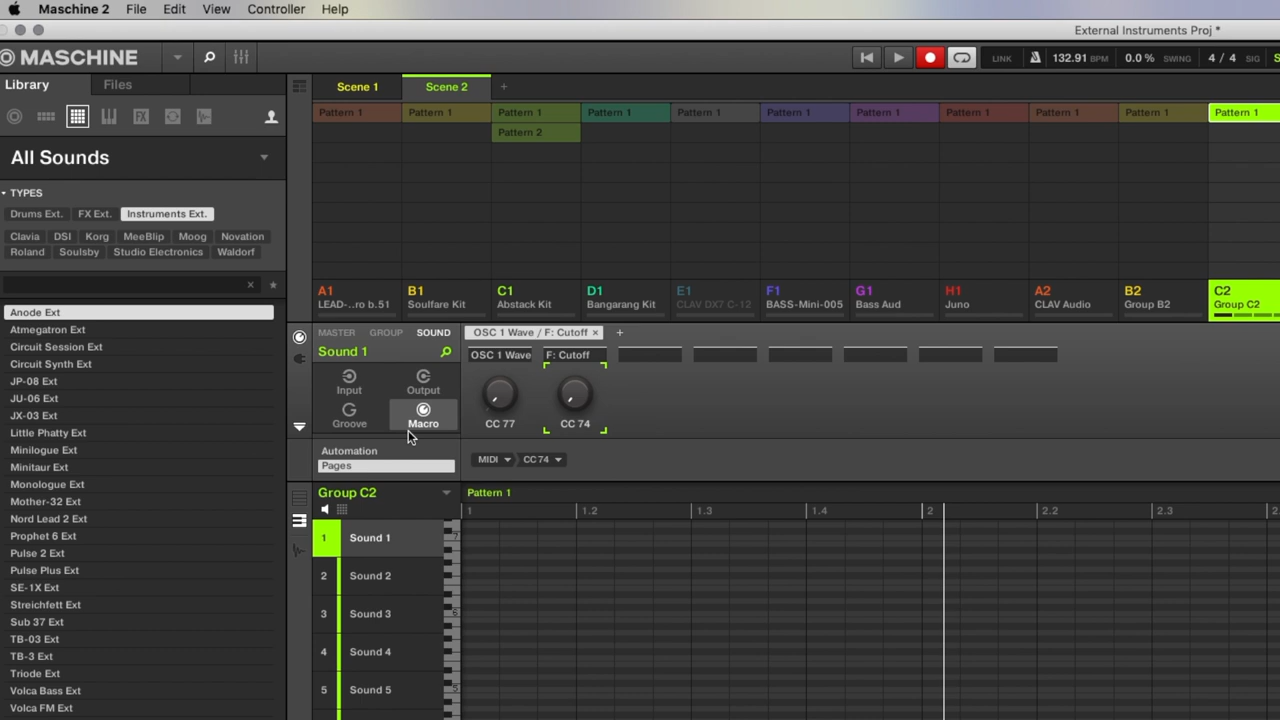 Maschine 2 File Edit View Controller Help
External Instruments Proj *
MASCHINE
LINK 132.91 BPM 0.0 % SWING 4 / 4 SIG
Library Files
Scene 1 Scene 2 +
Pattern 1 Pattern 1 Pattern 1 Pattern 1 Pattern 1 Pattern 1 Pattern 1 Pattern 1 Pattern 1 Pattern 1 Pattern 1
Pattern 2
All Sounds
TYPES
Drums Ext. FX Ext. Instruments Ext.
Clavia DSI Korg MeeBlip Moog Novation
Roland Soulsby Studio Electronics Waldorf
A1 B1 C1 D1 E1 F1 G1 H1 A2 B2 C2
LEAD-..ro b.51 Soulfare Kit Abstack Kit Bangarang Kit CLAV DX7 C-12 BASS-Mini-005 Bass Aud Juno CLAV Audio Group B2 Group C2
Anode Ext
Atmegatron Ext
Circuit Session Ext
Circuit Synth Ext
JP-08 Ext
JU-06 Ext
JX-03 Ext
Little Phatty Ext
Minilogue Ext
Minitaur Ext
Monologue Ext
Mother-32 Ext
Nord Lead 2 Ext
Prophet 6 Ext
Pulse 2 Ext
Pulse Plus Ext
SE-1X Ext
Streichfett Ext
Sub 37 Ext
TB-03 Ext
TB-3 Ext
Triode Ext
Volca Bass Ext
Volca FM Ext
MASTER GROUP SOUND
OSC 1 Wave / F: Cutoff × +
Sound 1
OSC 1 Wave F: Cutoff
Input Output
Groove Macro
CC 77 CC 74
Automation
Pages
MIDI CC 74
Group C2
Pattern 1
1 1.2 1.3 1.4 2 2.2 2.3
1 Sound 1
2 Sound 2
3 Sound 3
4 Sound 4
5 Sound 5